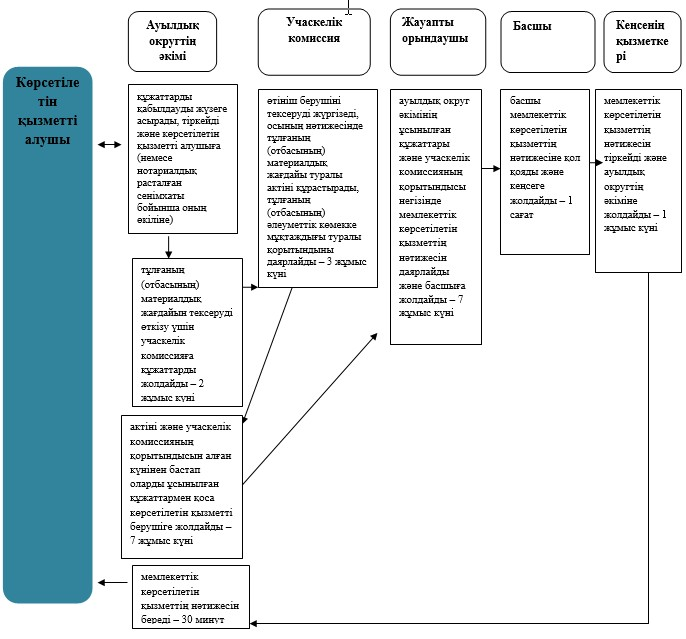 Көрсетіле
тін
қызметті
алушы
Ауылдық
округтің
әкімі
Учаскелік
комиссия
Жауапты
орындаушы
Басшы
Кеңсенің
қызметке
рі
құжаттарды
қабылдауды жүзеге
асырады, тіркейді
және көрсетілетін
қызметті алушыға
(немесе
нотариалдық
расталған
сенімхаты
бойынша оның
өкіліне)
тұлғаның
(отбасының)
материалдық
жағдайын тексеруді
өткізу үшін
учаскелік
комиссияға
құжаттарды
жолдайды – 2
жұмыс күні
өтініш берушіні
тексеруді жүргізеді,
осының нәтижесінде
тұлғаның
(отбасының)
материалдық
жағдайы туралы
актіні құрастырады,
тұлғаның
(отбасының)
әлеуметтік көмекке
мұқтаждығы туралы
қорытындыны
даярлайды – 3 жұмыс
күні
актіні және учаскелік
комиссияның
қорытындысын алған
күнінен бастап
оларды ұсынылған
құжаттармен қоса
көрсетілетін қызметті
берушіге жолдайды –
7 жұмыс күні
ауылдық округ
әкімінің
ұсынылған
құжаттары
және учаскелік
комиссияның
қорытындысы
негізінде
мемлекеттік
көрсетілетін
қызметтің
нәтижесін
даярлайды
және басшыға
жолдайды – 7
жұмыс күні
басшы
мемлекеттік
көрсетілетін
қызметтің
нәтижесіне қол
қояды және
кеңсеге
жолдайды – 1
сағат
мемлекеттік
көрсетілетін
қызметтің
нәтижесін
тіркейді және
ауылдық
округтің
әкіміне
жолдайды – 1
жұмыс күні
мемлекеттік
көрсетілетін
қызметтің нәтижесін
береді – 30 минут